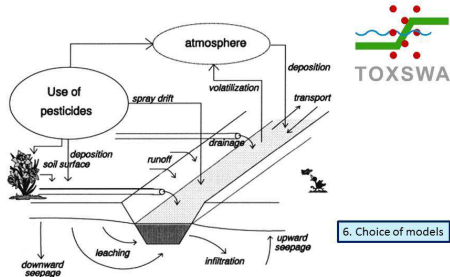 atmosphere
TOXSWA
deposition
volatilization
transport
Use of
pesticides
spray drift
drainage
deposition
soil surface
runoff
6. Choice of models
leaching
infiltration
upward
seepage
downward
seepage